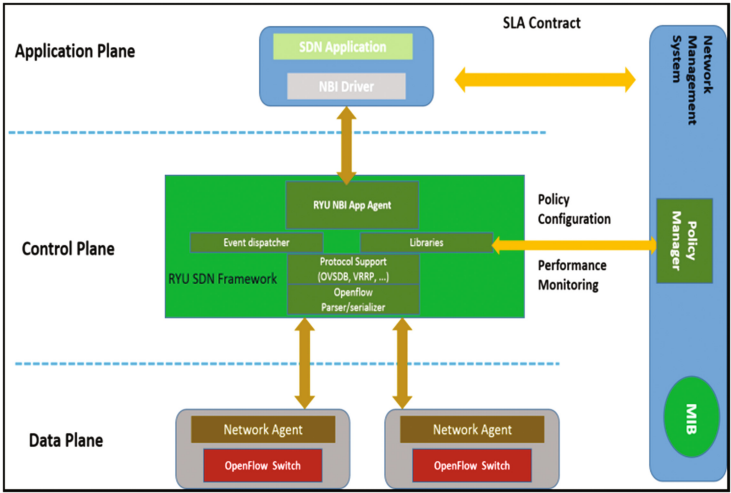 SLA Contract
Application Plane
SDN Application
NBI Driver
Network Management
System
Control Plane
RYU NBI App Agent
Event dispatcher
Libraries
RYU SDN Framework
Protocol Support
(OVSDB, VRRP, ...)
Openflow
Parser/serializer
Policy
Configuration
Performance
Monitoring
Policy
Manager
Data Plane
Network Agent
OpenFlow Switch
Network Agent
OpenFlow Switch
MIB